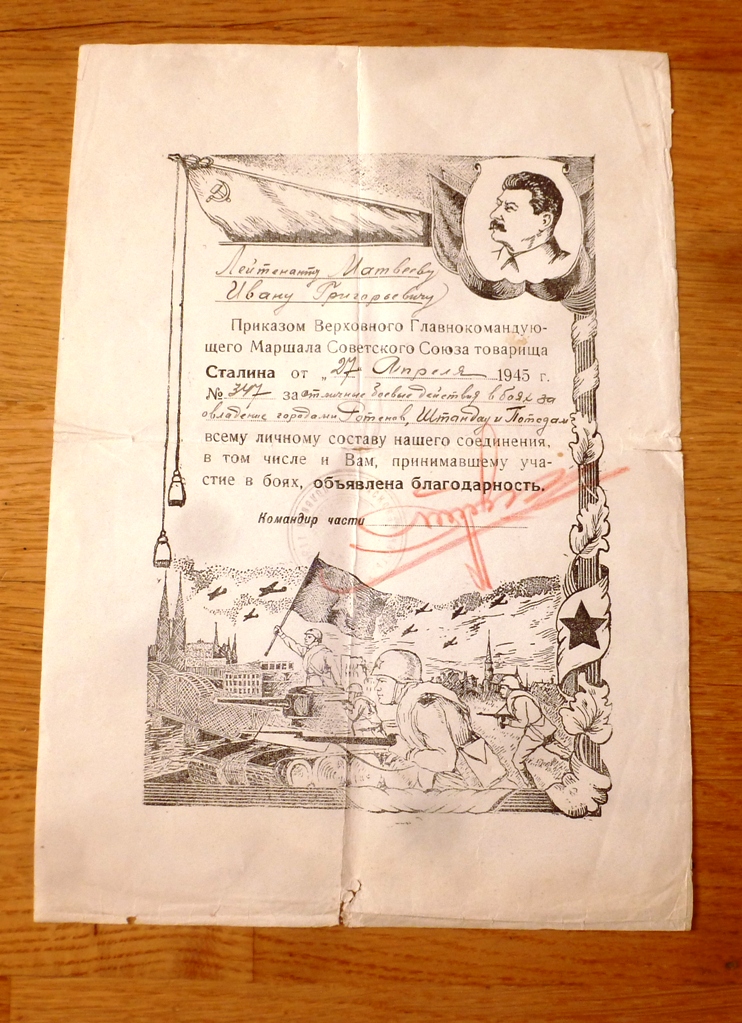 Лейтенанту Матвееву
Ивану Григорьевичу
Приказом Верховного Главнокомандую-
щего Маршала Советского Союза товарища
Сталина от „27" Апреля 1945 г.
№ 347 за отличные боевые действия в боях за
овладение городами Ротенов, Штандау и Потсдам
всему личному составу нашего соединения,
в том числе и Вам, принимавшему уча-
стие в боях, объявлена благодарность.
Командир части